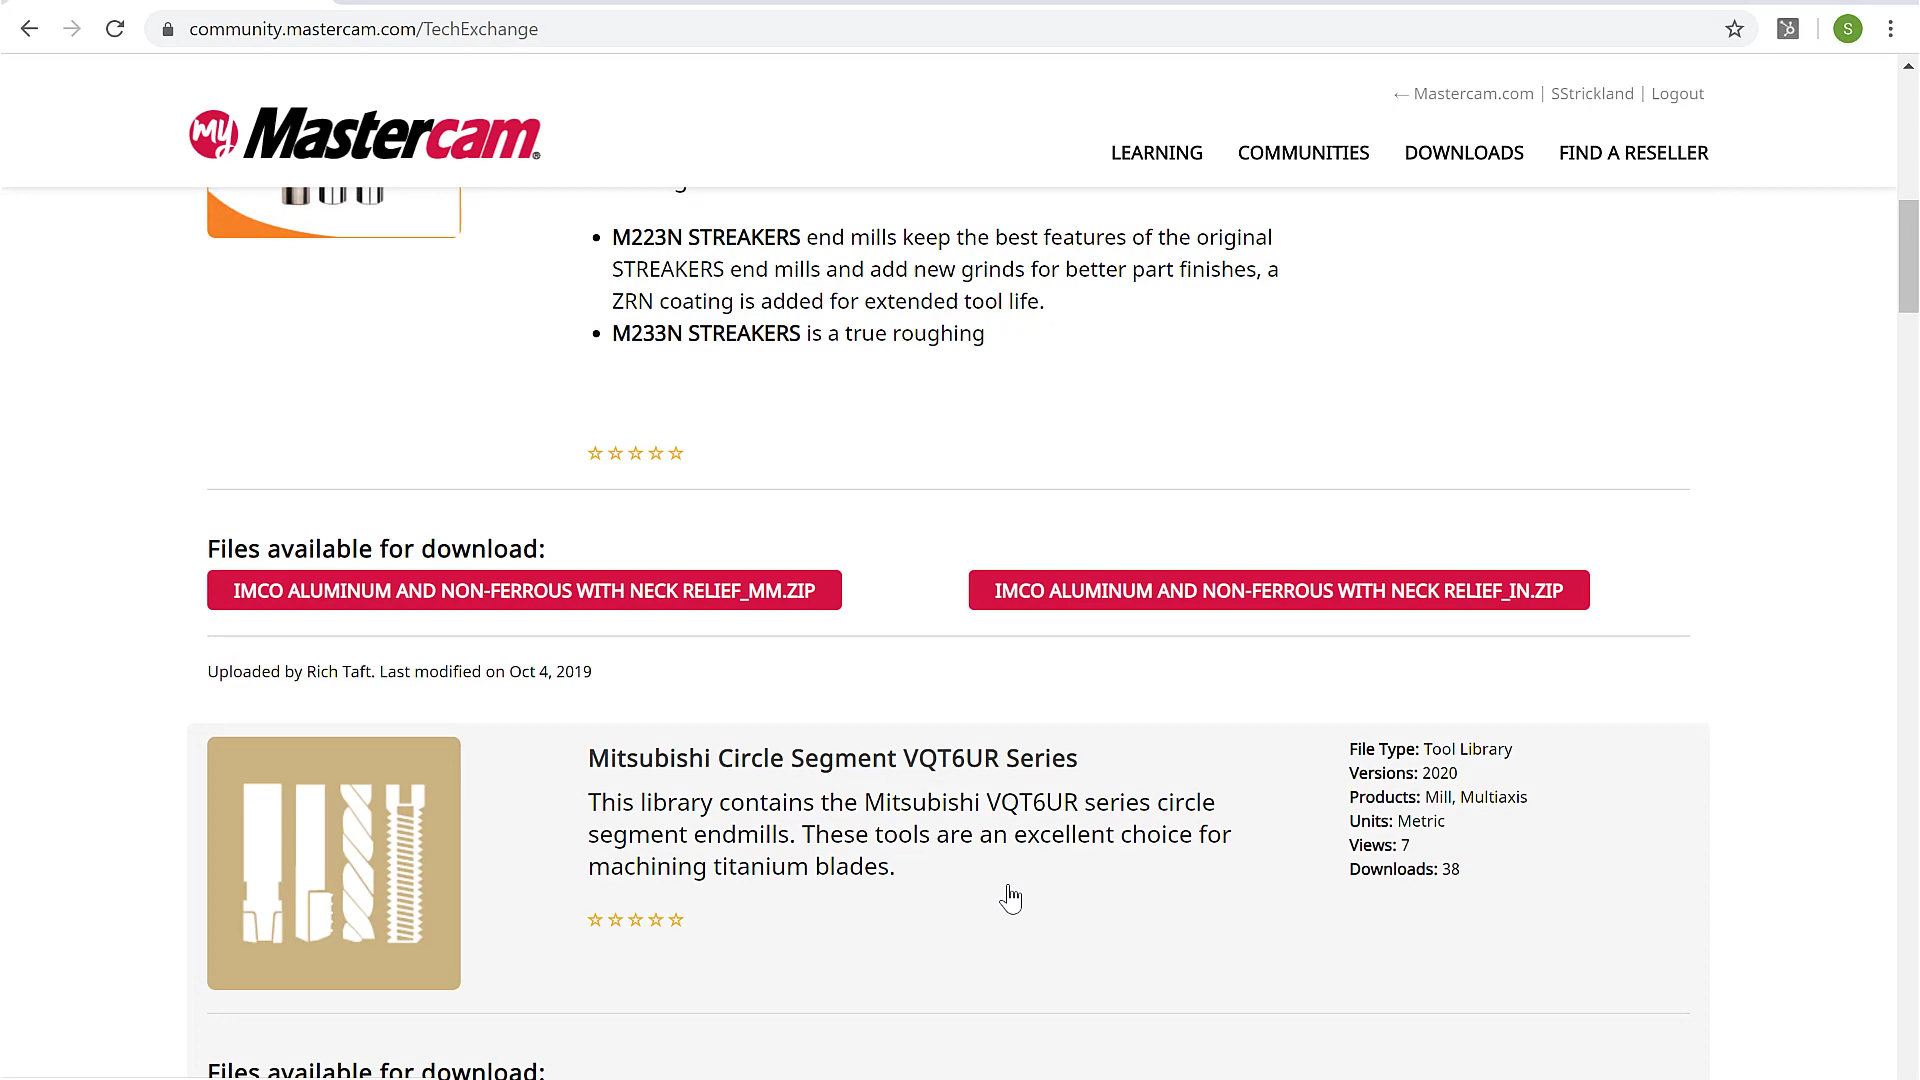 community.mastercam.com/TechExchange
S
← Mastercam.com | SStrickland | Logout
my Mastercam®
LEARNING COMMUNITIES DOWNLOADS FIND A RESELLER
• M223N STREAKERS end mills keep the best features of the original
STREAKERS end mills and add new grinds for better part finishes, a
ZRN coating is added for extended tool life.
• M233N STREAKERS is a true roughing
Files available for download:
IMCO ALUMINUM AND NON-FERROUS WITH NECK RELIEF_MM.ZIP
IMCO ALUMINUM AND NON-FERROUS WITH NECK RELIEF_IN.ZIP
Uploaded by Rich Taft. Last modified on Oct 4, 2019
Mitsubishi Circle Segment VQT6UR Series
This library contains the Mitsubishi VQT6UR series circle
segment endmills. These tools are an excellent choice for
machining titanium blades.
File Type: Tool Library
Versions: 2020
Products: Mill, Multiaxis
Units: Metric
Views: 7
Downloads: 38
Files available for download: